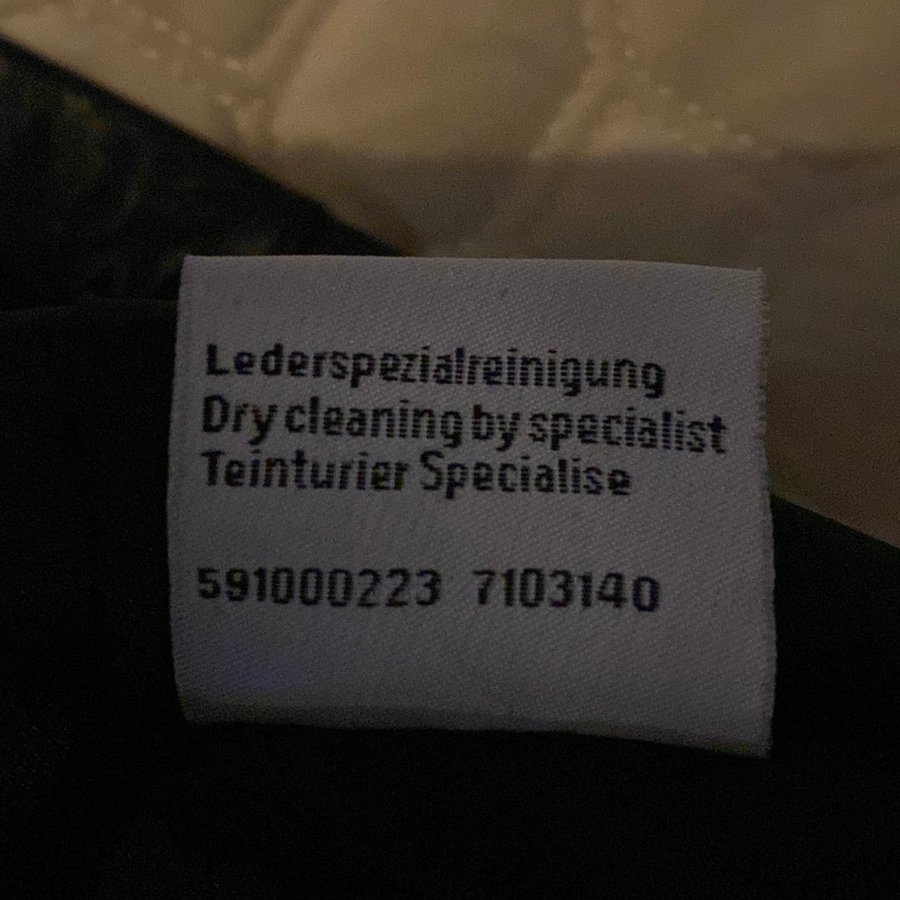 Lederspezialreinigung
Dry cleaning by specialist
Teinturier Specialise
591000223 7103140